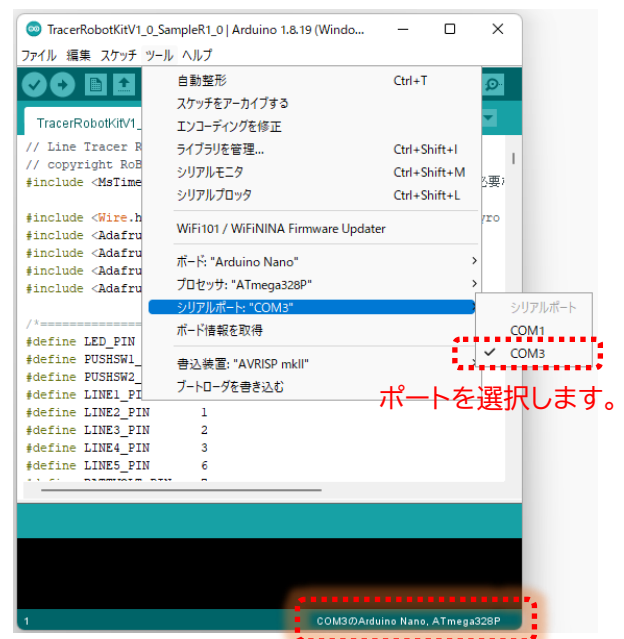 TracerRobotKitV1_0_SampleR1_0 | Arduino 1.8.19 (Windo...
ファイル 編集 スケッチ ツール ヘルプ
自動整形 Ctrl+T
スケッチをアーカイブする
エンコーディングを修正
ライブラリを管理... Ctrl+Shift+I
シリアルモニタ Ctrl+Shift+M
シリアルプロッタ Ctrl+Shift+L
WiFi101 / WiFiNINA Firmware Updater
ボード: "Arduino Nano"
プロセッサ: "ATmega328P"
シリアルポート: "COM3"
ボード情報を取得
書込装置: "AVRISP mkII"
ブートローダを書き込む
シリアルポート
COM1
COM3
ポートを選択します。
TracerRobotKitV1_
// Line Tracer R
// copyright RoB
#include <MsTime
必要
#include <Wire.h
yro
#include <Adafru
#include <Adafru
#include <Adafru
#include <Adafru
/*===============
#define LED_PIN
#define PUSHSW1_
#define PUSHSW2_
#define LINE1_PI
#define LINE2_PIN 1
#define LINE3_PIN 2
#define LINE4_PIN 3
#define LINE5_PIN 6
1
COM3のArduino Nano, ATmega328P